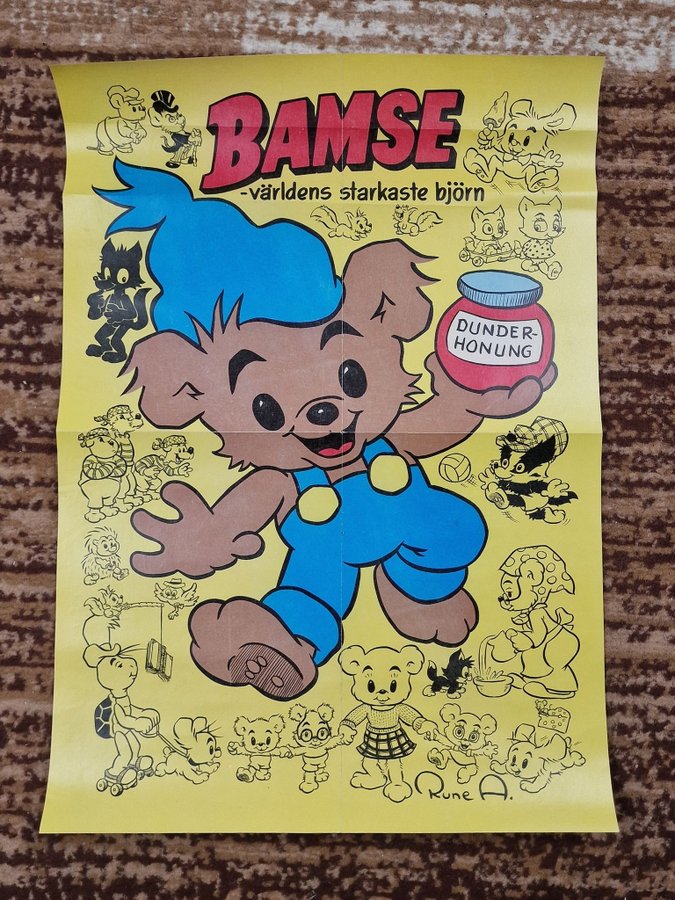 BAMSE
-världens starkaste björn
DUNDER-
HONUNG
Rune A.